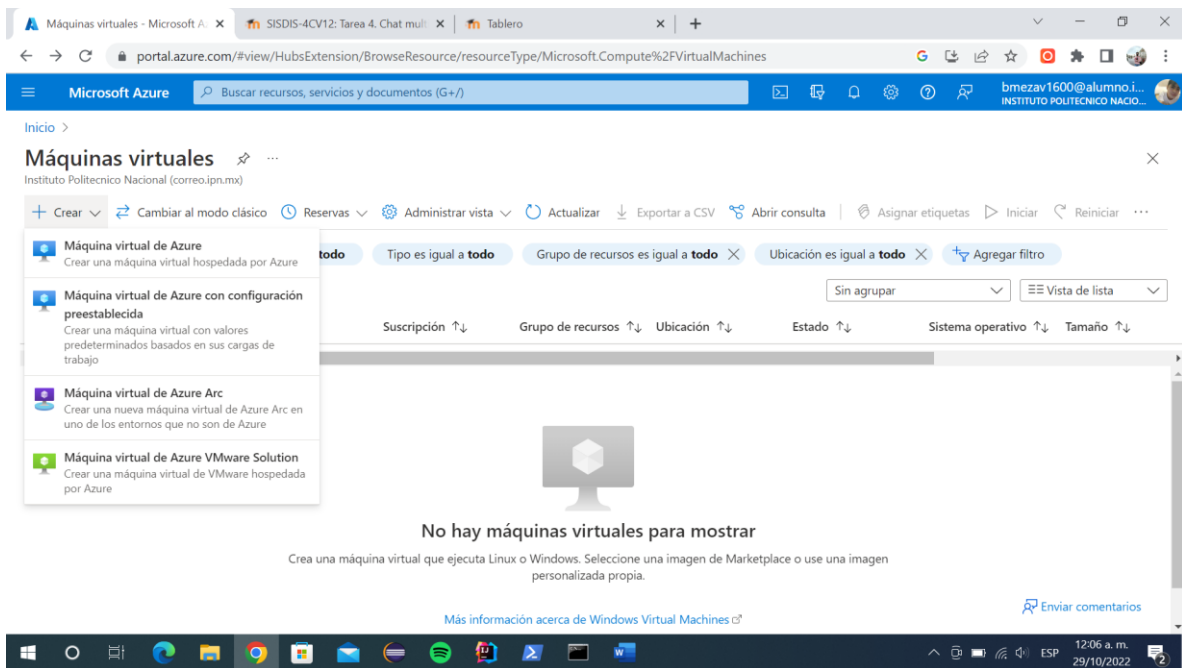 Máquinas virtuales - Microsoft A
SISDIS-4CV12: Tarea 4. Chat mult
Tablero
portal.azure.com/#view/HubsExtension/BrowseResource/resourceType/Microsoft.Compute%2FVirtualMachines
Microsoft Azure
Buscar recursos, servicios y documentos (G+/)
bmezav1600@alumno.i...
INSTITUTO POLITECNICO NACIO...
Inicio >
Máquinas virtuales
Instituto Politecnico Nacional (correo.ipn.mx)
+ Crear
Cambiar al modo clásico
Reservas
Administrar vista
Actualizar
Exportar a CSV
Abrir consulta
Asignar etiquetas
Iniciar
Reiniciar
...
Máquina virtual de Azure
Crear una máquina virtual hospedada por Azure
Máquina virtual de Azure con configuración
preestablecida
Crear una máquina virtual con valores
predeterminados basados en sus cargas de
trabajo
Máquina virtual de Azure Arc
Crear una nueva máquina virtual de Azure Arc en
uno de los entornos que no son de Azure
Máquina virtual de Azure VMware Solution
Crear una máquina virtual de VMware hospedada
por Azure
todo
Tipo es igual a todo
Grupo de recursos es igual a todo
Ubicación es igual a todo
Agregar filtro
Sin agrupar
Vista de lista
Suscripción ↑↓
Grupo de recursos ↑↓
Ubicación ↑↓
Estado ↑↓
Sistema operativo ↑↓
Tamaño ↑↓
No hay máquinas virtuales para mostrar
Crea una máquina virtual que ejecuta Linux o Windows. Seleccione una imagen de Marketplace o use una imagen
personalizada propia.
Más información acerca de Windows Virtual Machines
Enviar comentarios
ESP
12:06 a. m.
29/10/2022
2